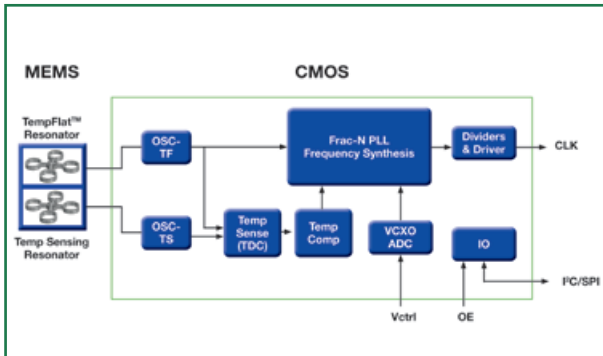 MEMS
CMOS
TempFlat™
Resonator
Temp Sensing
Resonator
OSC-
TF
OSC-
TS
Temp
Sense
(TDC)
Temp
Comp
Frac-N PLL
Frequency Synthesis
VCXO
ADC
Dividers
& Driver
IO
CLK
I²C/SPI
Vctrl
OE